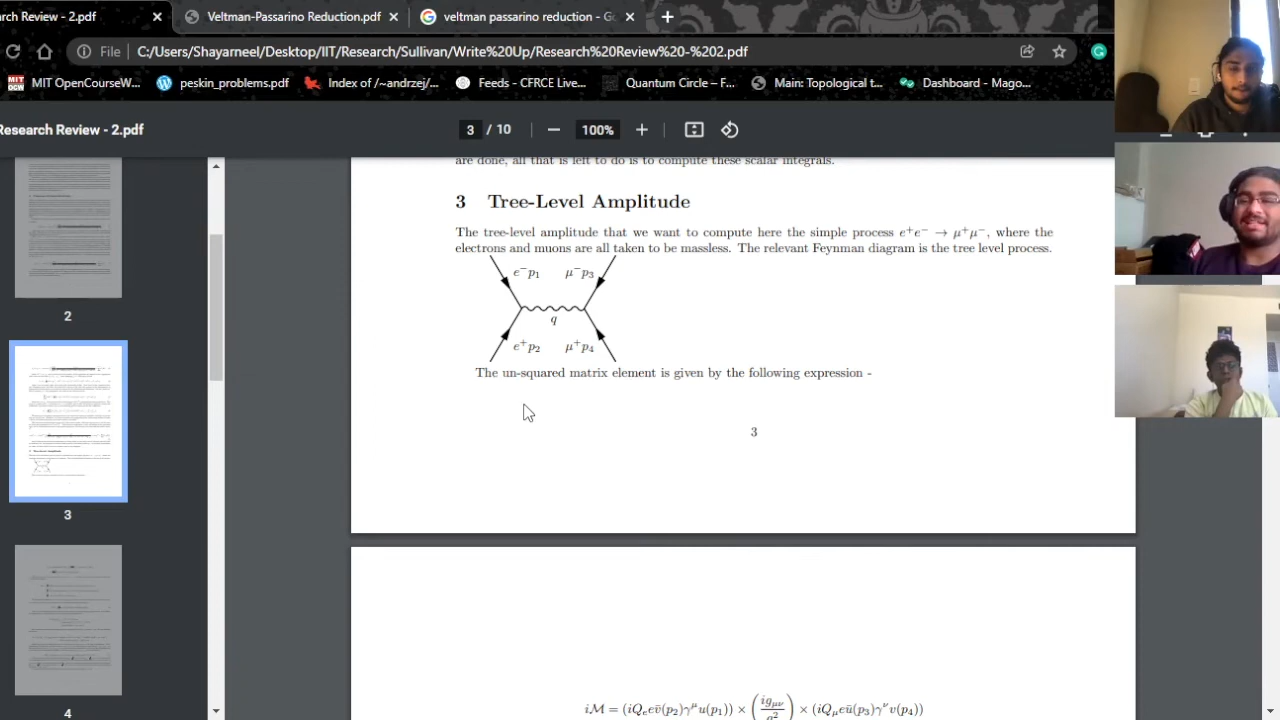 rch Review - 2.pdf
Veltman-Passarino Reduction.pdf
veltman passarino reduction - Go
File
C:/Users/Shayarneel/Desktop/IIT/Research/Sullivan/Write%20Up/Research%20Review%20-%202.pdf
MIT OpenCourseW...
peskin_problems.pdf
Index of /~andrzej/...
Feeds - CFRCE Live...
Quantum Circle – F...
Main: Topological t...
Dashboard - Mago...
Research Review - 2.pdf
3 / 10
100%
2
3
4
are done, all that is left to do is to compute these scalar integrals.
3 Tree-Level Amplitude
The tree-level amplitude that we want to compute here the simple process e⁺e⁻ → μ⁺μ⁻, where the
electrons and muons are all taken to be massless. The relevant Feynman diagram is the tree level process.
e⁻p₁ μ⁻p₃
q
e⁺p₂ μ⁺p₄
The un-squared matrix element is given by the following expression -
3
iM = (iQₑev̄(p₂)γ^μ u(p₁)) × (ig_μν / q²) × (iQ_μ eū(p₃)γ^ν v(p₄))